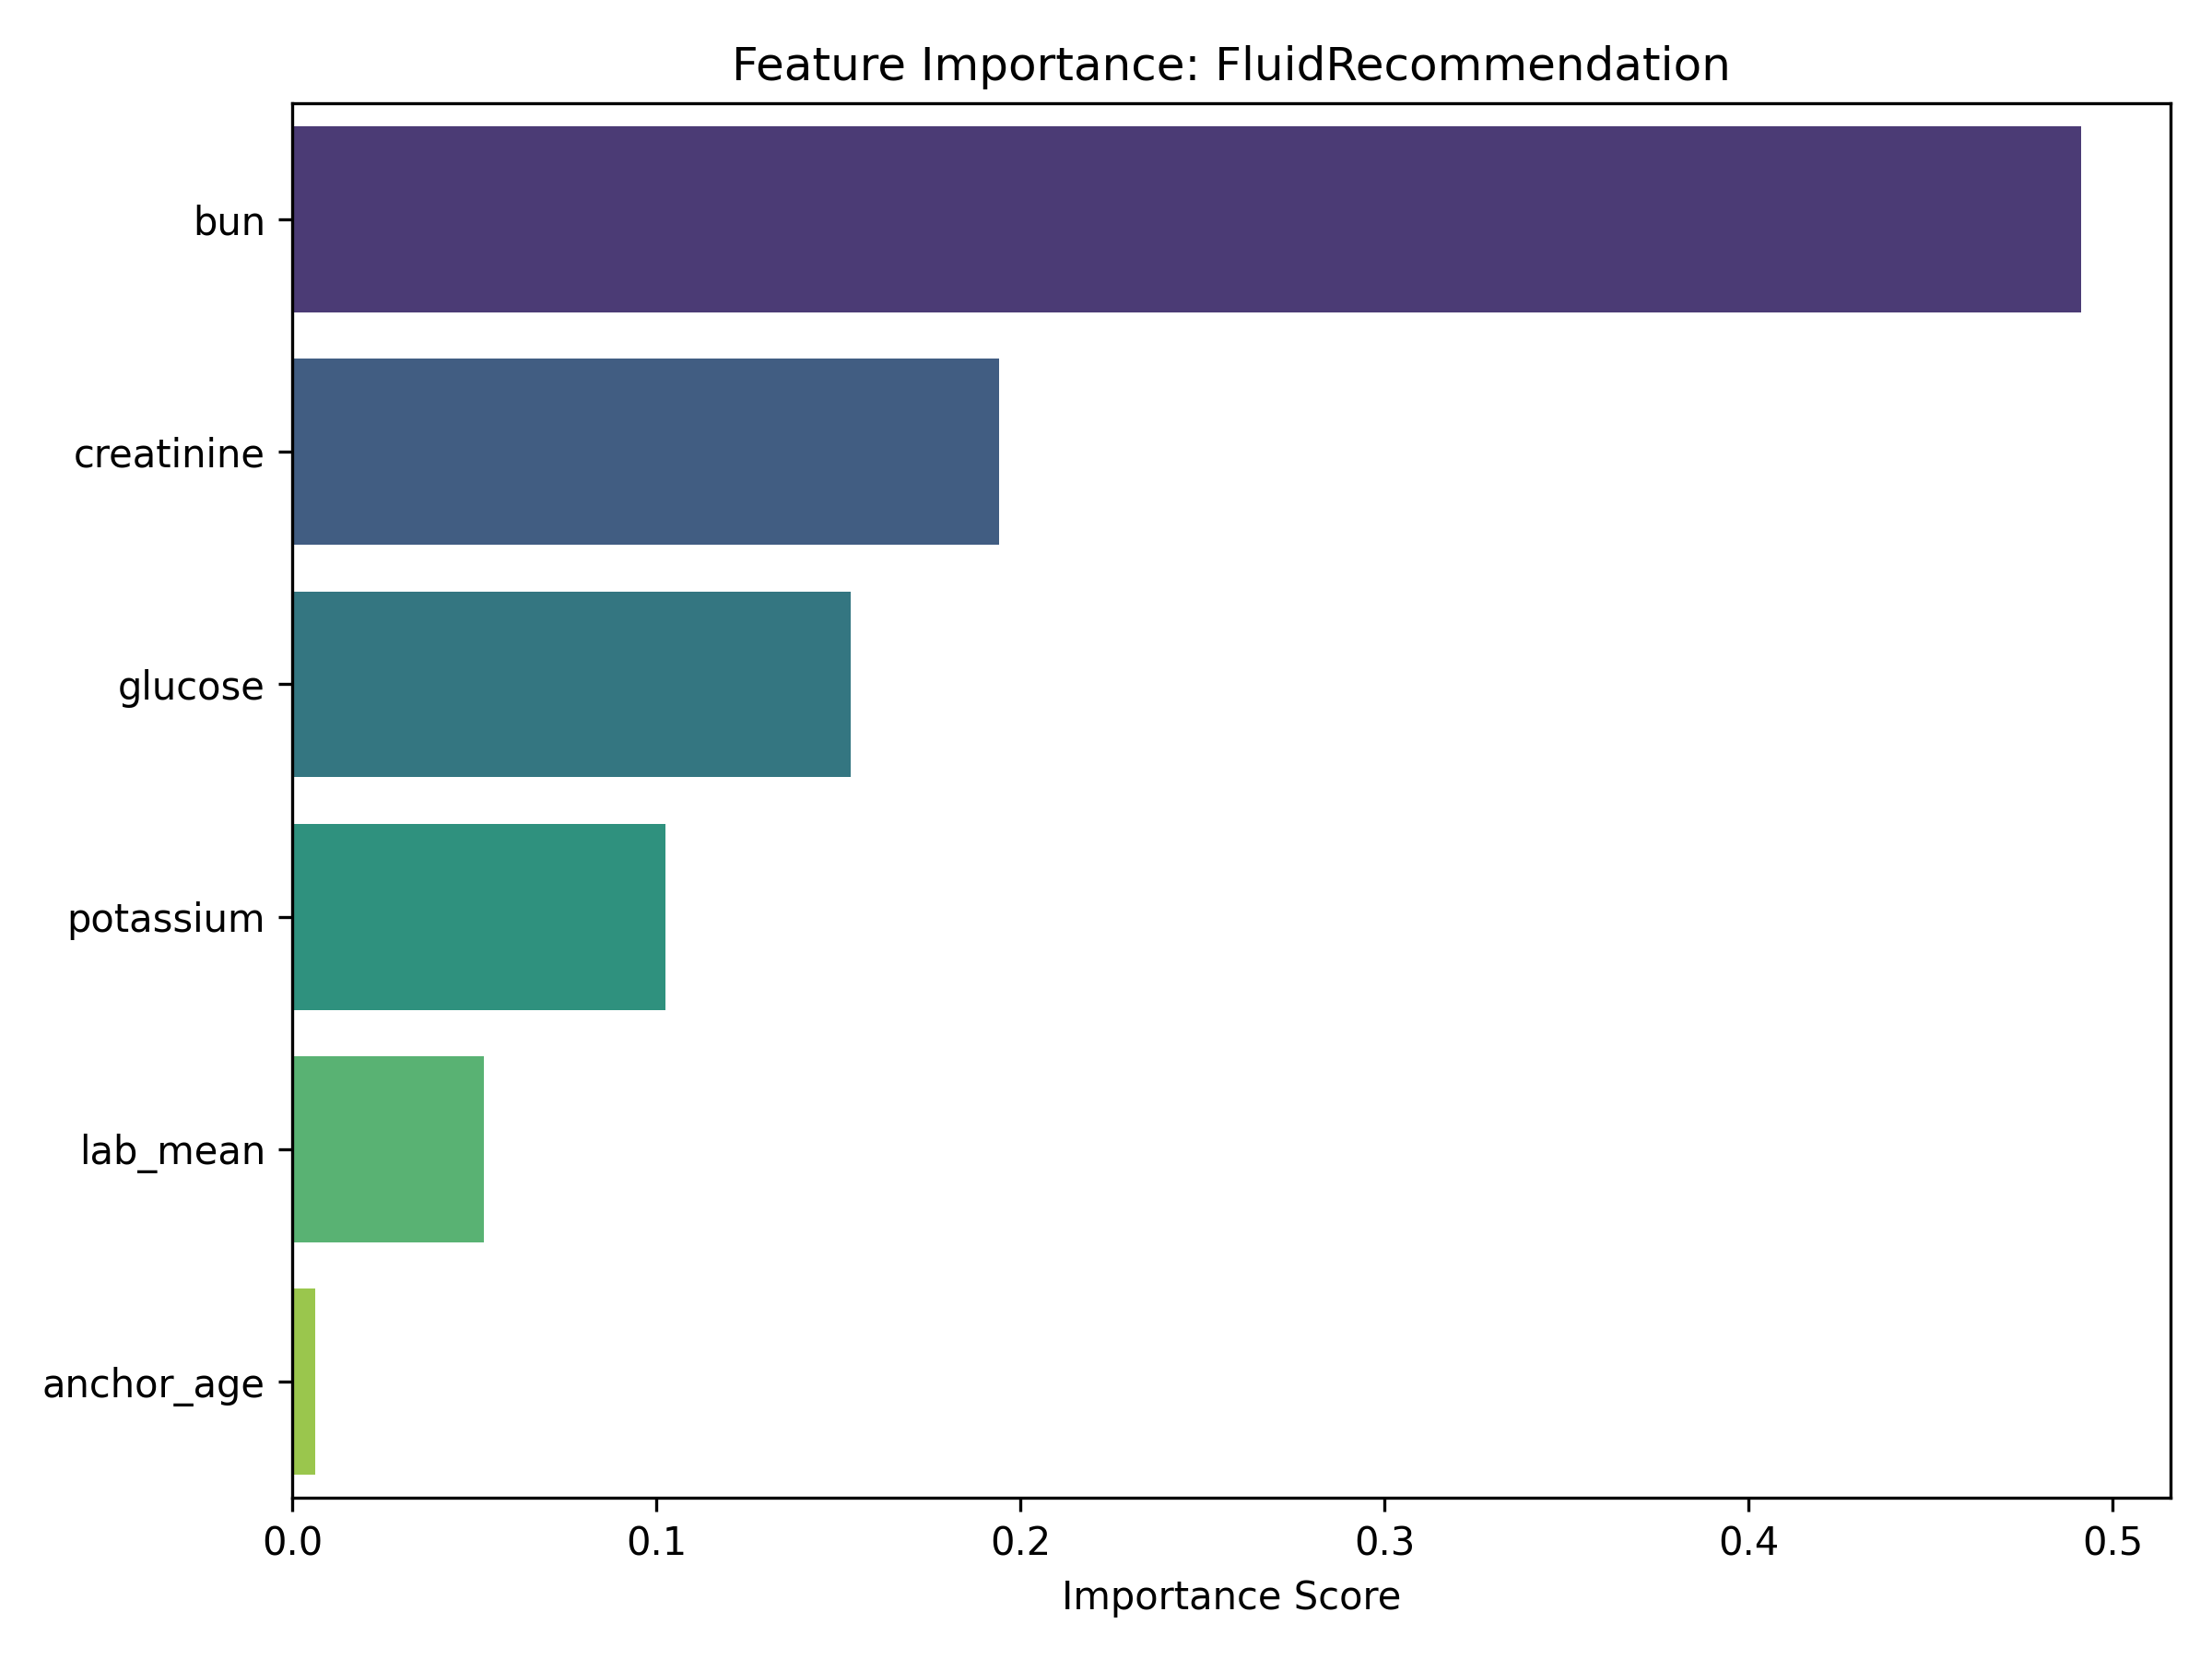 Feature Importance: FluidRecommendation
bun
creatinine
glucose
potassium
lab_mean
anchor_age
0.0 0.1 0.2 0.3 0.4 0.5
Importance Score